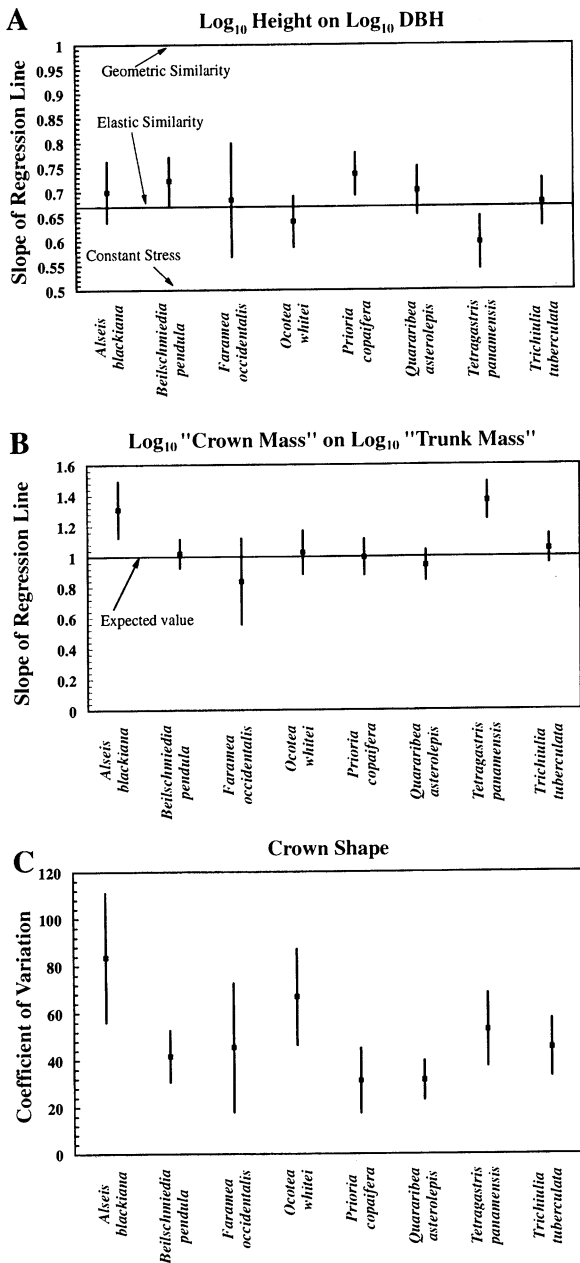 A
Log10 Height on Log10 DBH
Slope of Regression Line
1
0.95
0.9
0.85
0.8
0.75
0.7
0.65
0.6
0.55
0.5
Geometric Similarity
Elastic Similarity
Constant Stress
Alseis blackiana
Beilschmiedia pendula
Faramea occidentalis
Ocotea whitei
Prioria copaifera
Quararibea asterolepis
Tetragastris panamensis
Trichiulia tuberculata
B
Log10 "Crown Mass" on Log10 "Trunk Mass"
Slope of Regression Line
1.6
1.4
1.2
1
0.8
0.6
0.4
0.2
0
Expected value
Alseis blackiana
Beilschmiedia pendula
Faramea occidentalis
Ocotea whitei
Prioria copaifera
Quararibea asterolepis
Tetragastris panamensis
Trichiulia tuberculata
C
Crown Shape
Coefficient of Variation
120
100
80
60
40
20
0
Alseis blackiana
Beilschmiedia pendula
Faramea occidentalis
Ocotea whitei
Prioria copaifera
Quararibea asterolepis
Tetragastris panamensis
Trichiulia tuberculata